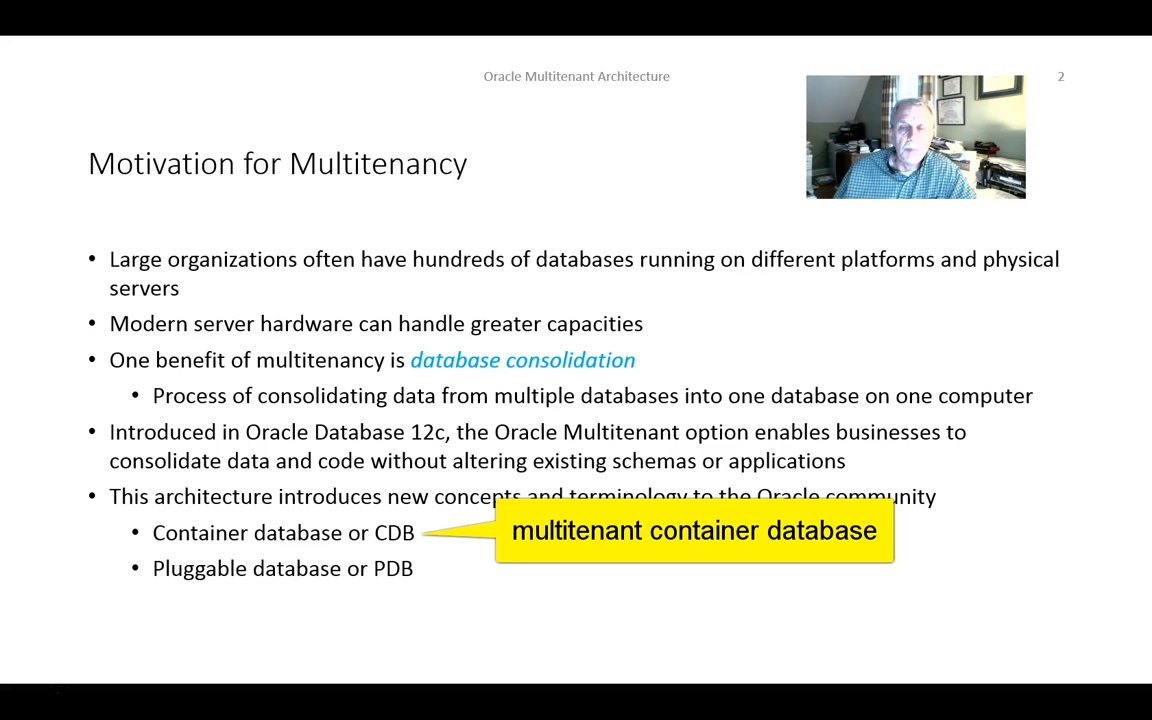 Oracle Multitenant Architecture
2
Motivation for Multitenancy
• Large organizations often have hundreds of databases running on different platforms and physical
servers
• Modern server hardware can handle greater capacities
• One benefit of multitenancy is database consolidation
• Process of consolidating data from multiple databases into one database on one computer
• Introduced in Oracle Database 12c, the Oracle Multitenant option enables businesses to
consolidate data and code without altering existing schemas or applications
• This architecture introduces new concepts and terminology to the Oracle community
• Container database or CDB
multitenant container database
• Pluggable database or PDB